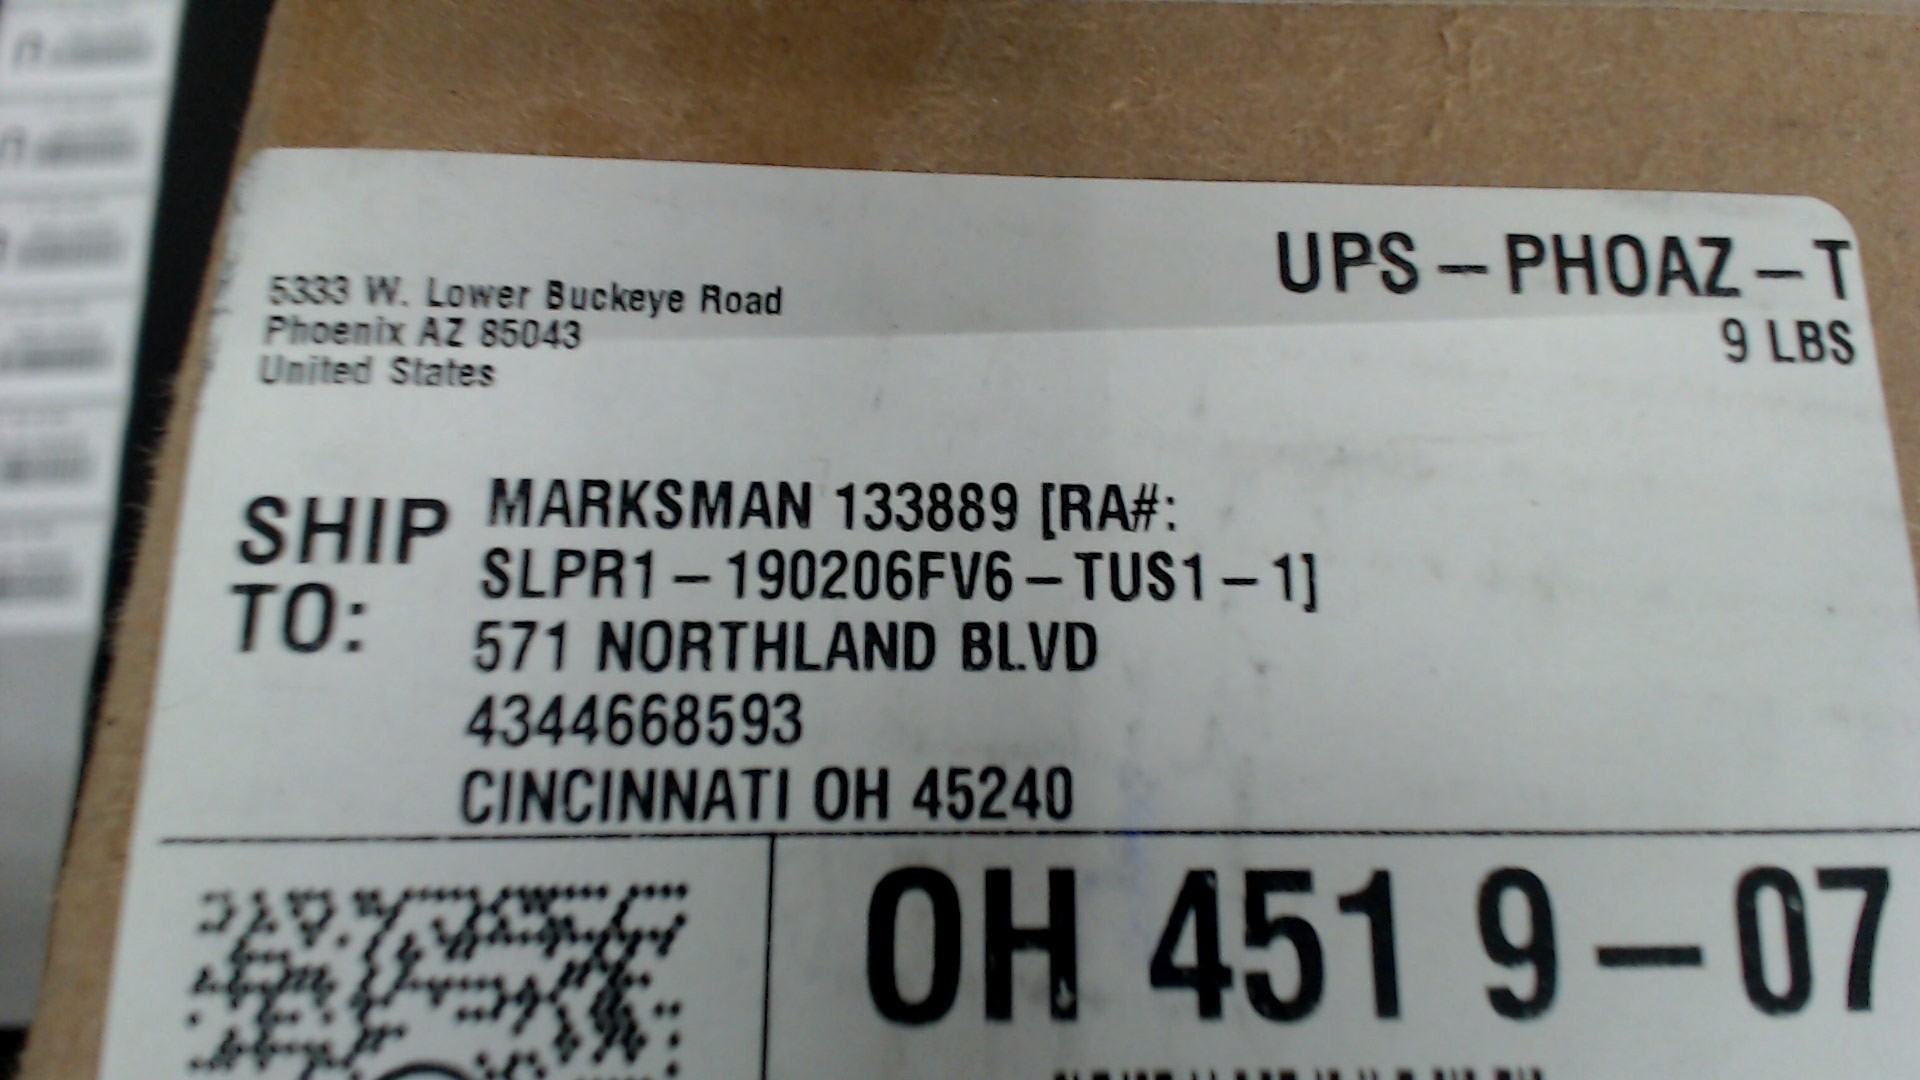 UPS-PHOAZ-T
9 LBS
5333 W. Lower Buckeye Road
Phoenix AZ 85043
United States
SHIP TO:
MARKSMAN 133889 [RA#:
SLPR1-190206FV6-TUS1-1]
571 NORTHLAND BLVD
4344668593
CINCINNATI OH 45240
OH 451 9-07